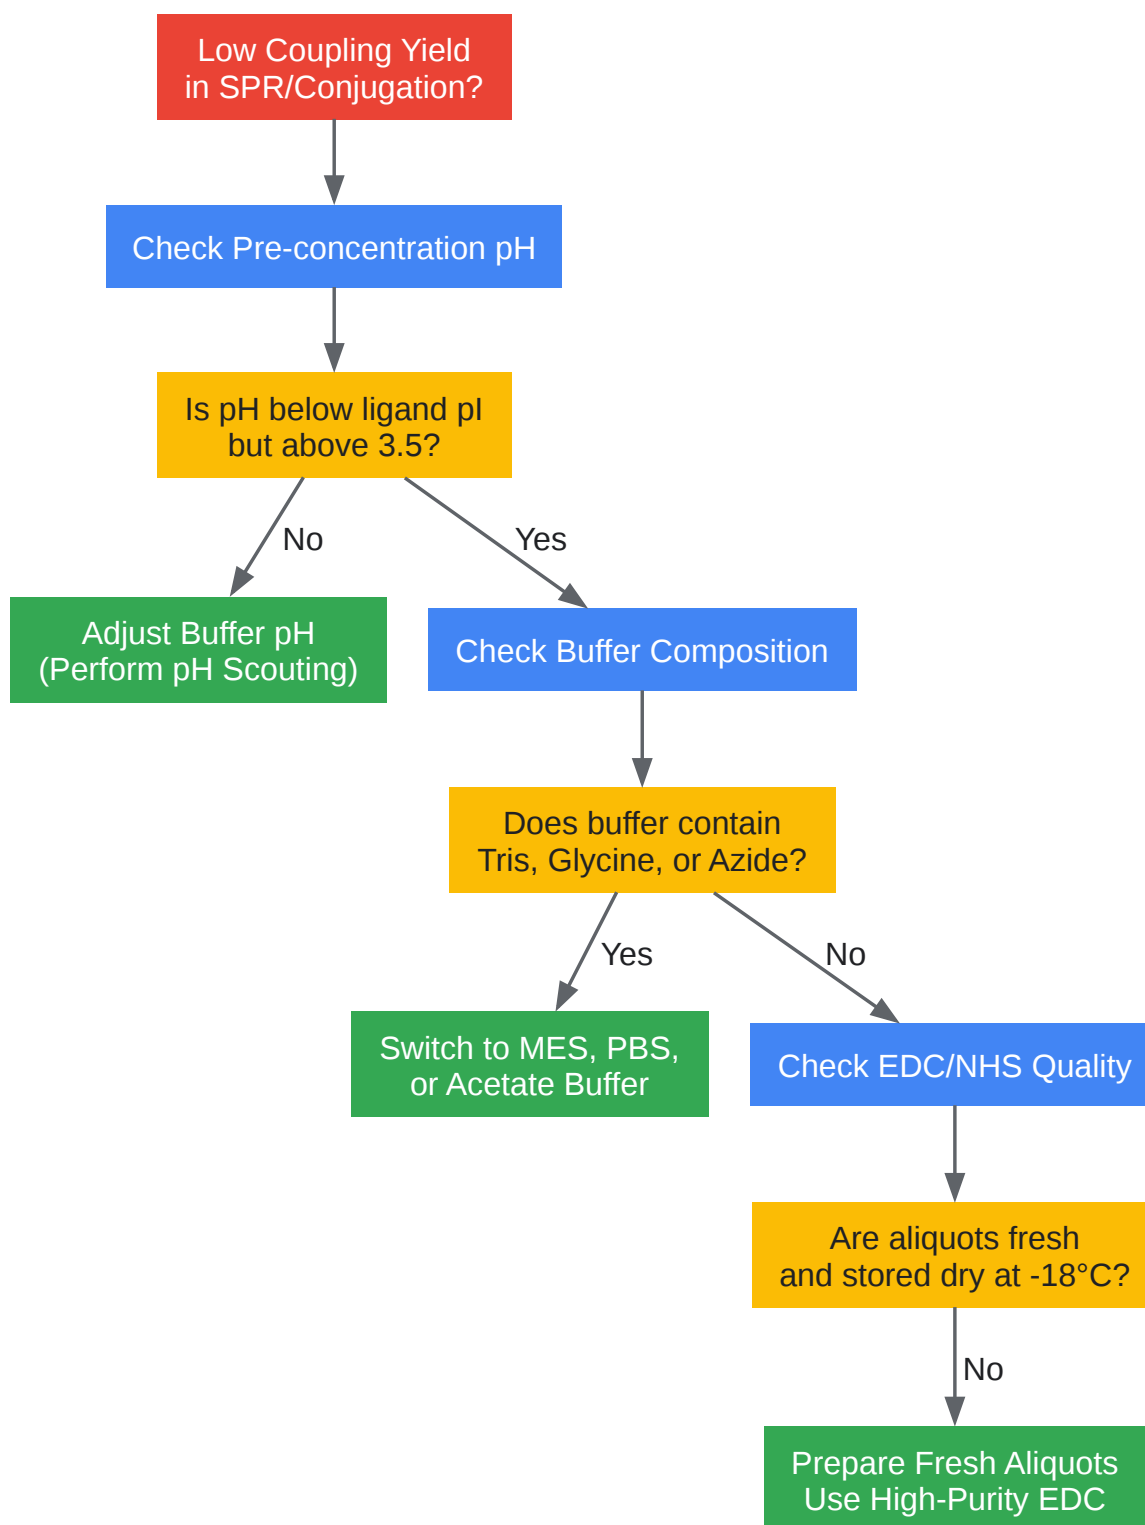 Low Coupling Yield
in SPR/Conjugation?
Check Pre-concentration pH
Is pH below ligand pI
but above 3.5?
No
Yes
Adjust Buffer pH
(Perform pH Scouting)
Check Buffer Composition
Does buffer contain
Tris, Glycine, or Azide?
Yes
No
Switch to MES, PBS,
or Acetate Buffer
Check EDC/NHS Quality
Are aliquots fresh
and stored dry at -18°C?
No
Prepare Fresh Aliquots
Use High-Purity EDC